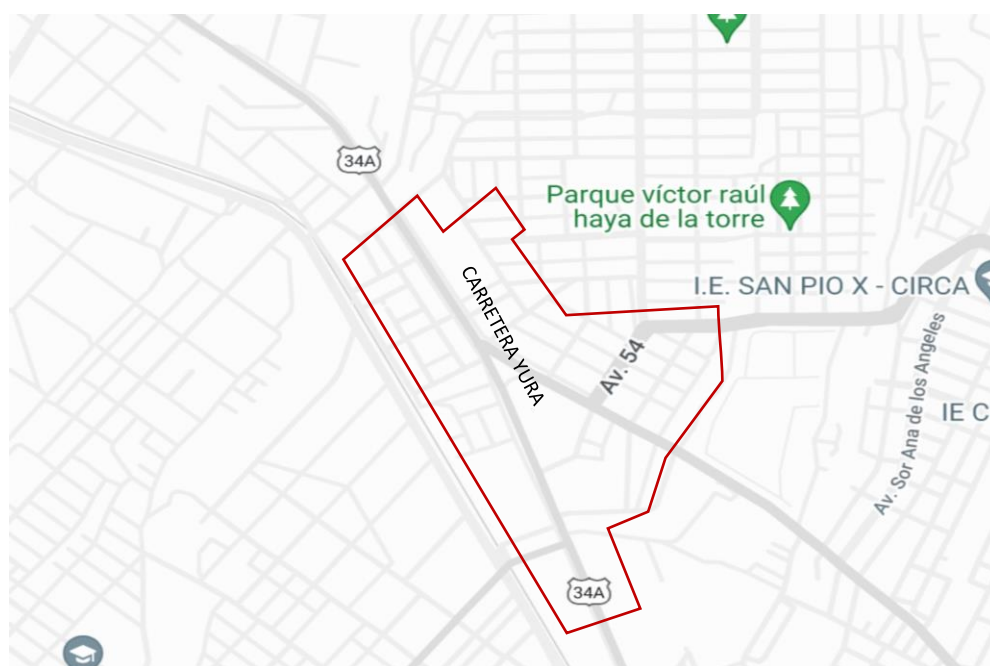 34A
Parque víctor raúl
haya de la torre
I.E. SAN PIO X - CIRCA
CARRETERA YURA
Av. 54
Av. Sor Ana de los Angeles
IE C
34A